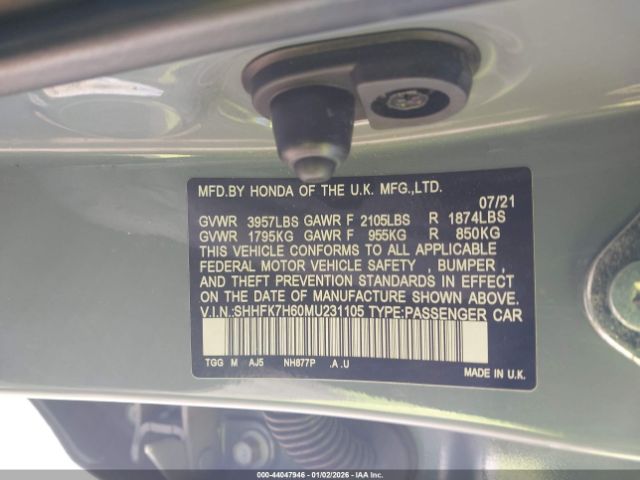 MFD.BY HONDA OF THE U.K. MFG.,LTD.
07/21
GVWR 3957LBS GAWR F 2105LBS R 1874LBS
GVWR 1795KG GAWR F 955KG R 850KG
THIS VEHICLE CONFORMS TO ALL APPLICABLE
FEDERAL MOTOR VEHICLE SAFETY , BUMPER ,
AND THEFT PREVENTION STANDARDS IN EFFECT
ON THE DATE OF MANUFACTURE SHOWN ABOVE.
V.I.N.:SHHFK7H60MU231105 TYPE:PASSENGER CAR
TGG M AJ5 NH877P .A .U
MADE IN U.K.
000-44047946 - 01/02/2026 - IAA Inc.